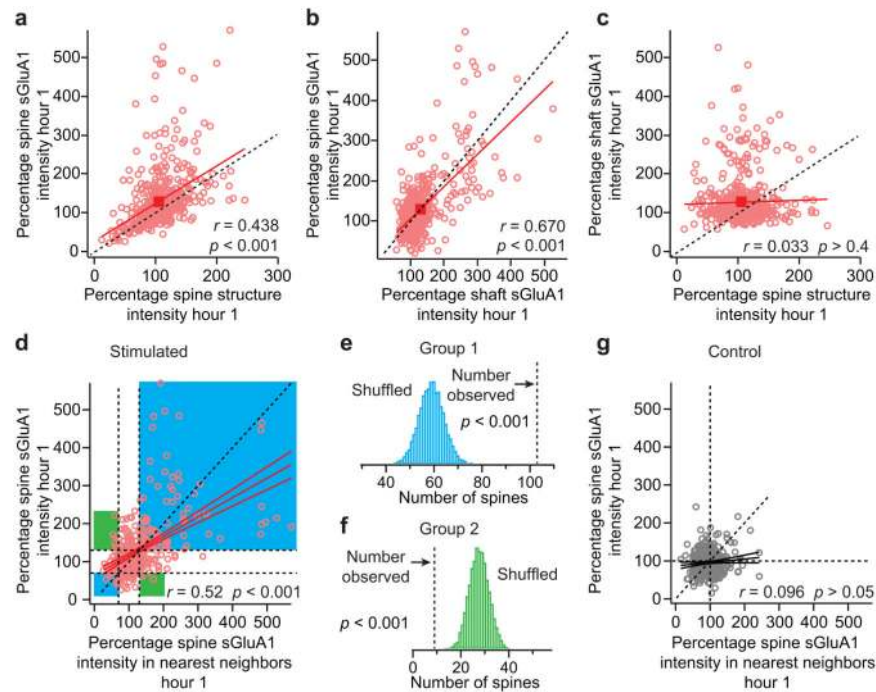 a
Percentage spine sGluA1
intensity hour 1
500
400
300
200
100
0
0
100
200
300
r = 0.438
p < 0.001
Percentage spine structure
intensity hour 1
b
Percentage spine sGluA1
intensity hour 1
500
400
300
200
100
100 200 300 400 500
r = 0.670
p < 0.001
Percentage shaft sGluA1
intensity hour 1
c
Percentage shaft sGluA1
intensity hour 1
500
400
300
200
100
0
0
100
200
300
r = 0.033 p > 0.4
Percentage spine structure
intensity hour 1
d
Stimulated
Percentage spine sGluA1
intensity hour 1
500
400
300
200
100
0
0 100 200 300 400 500
r = 0.52 p < 0.001
Percentage spine sGluA1
intensity in nearest neighbors
hour 1
e
Group 1
Shuffled
Number
observed
p < 0.001
40 60 80 100
Number of spines
f
Group 2
Number
observed
Shuffled
p < 0.001
0 20 40
Number of spines
g
Control
Percentage spine sGluA1
intensity hour 1
500
400
300
200
100
0
0 100 200 300 400 500
r = 0.096 p > 0.05
Percentage spine sGluA1
intensity in nearest neighbors
hour 1